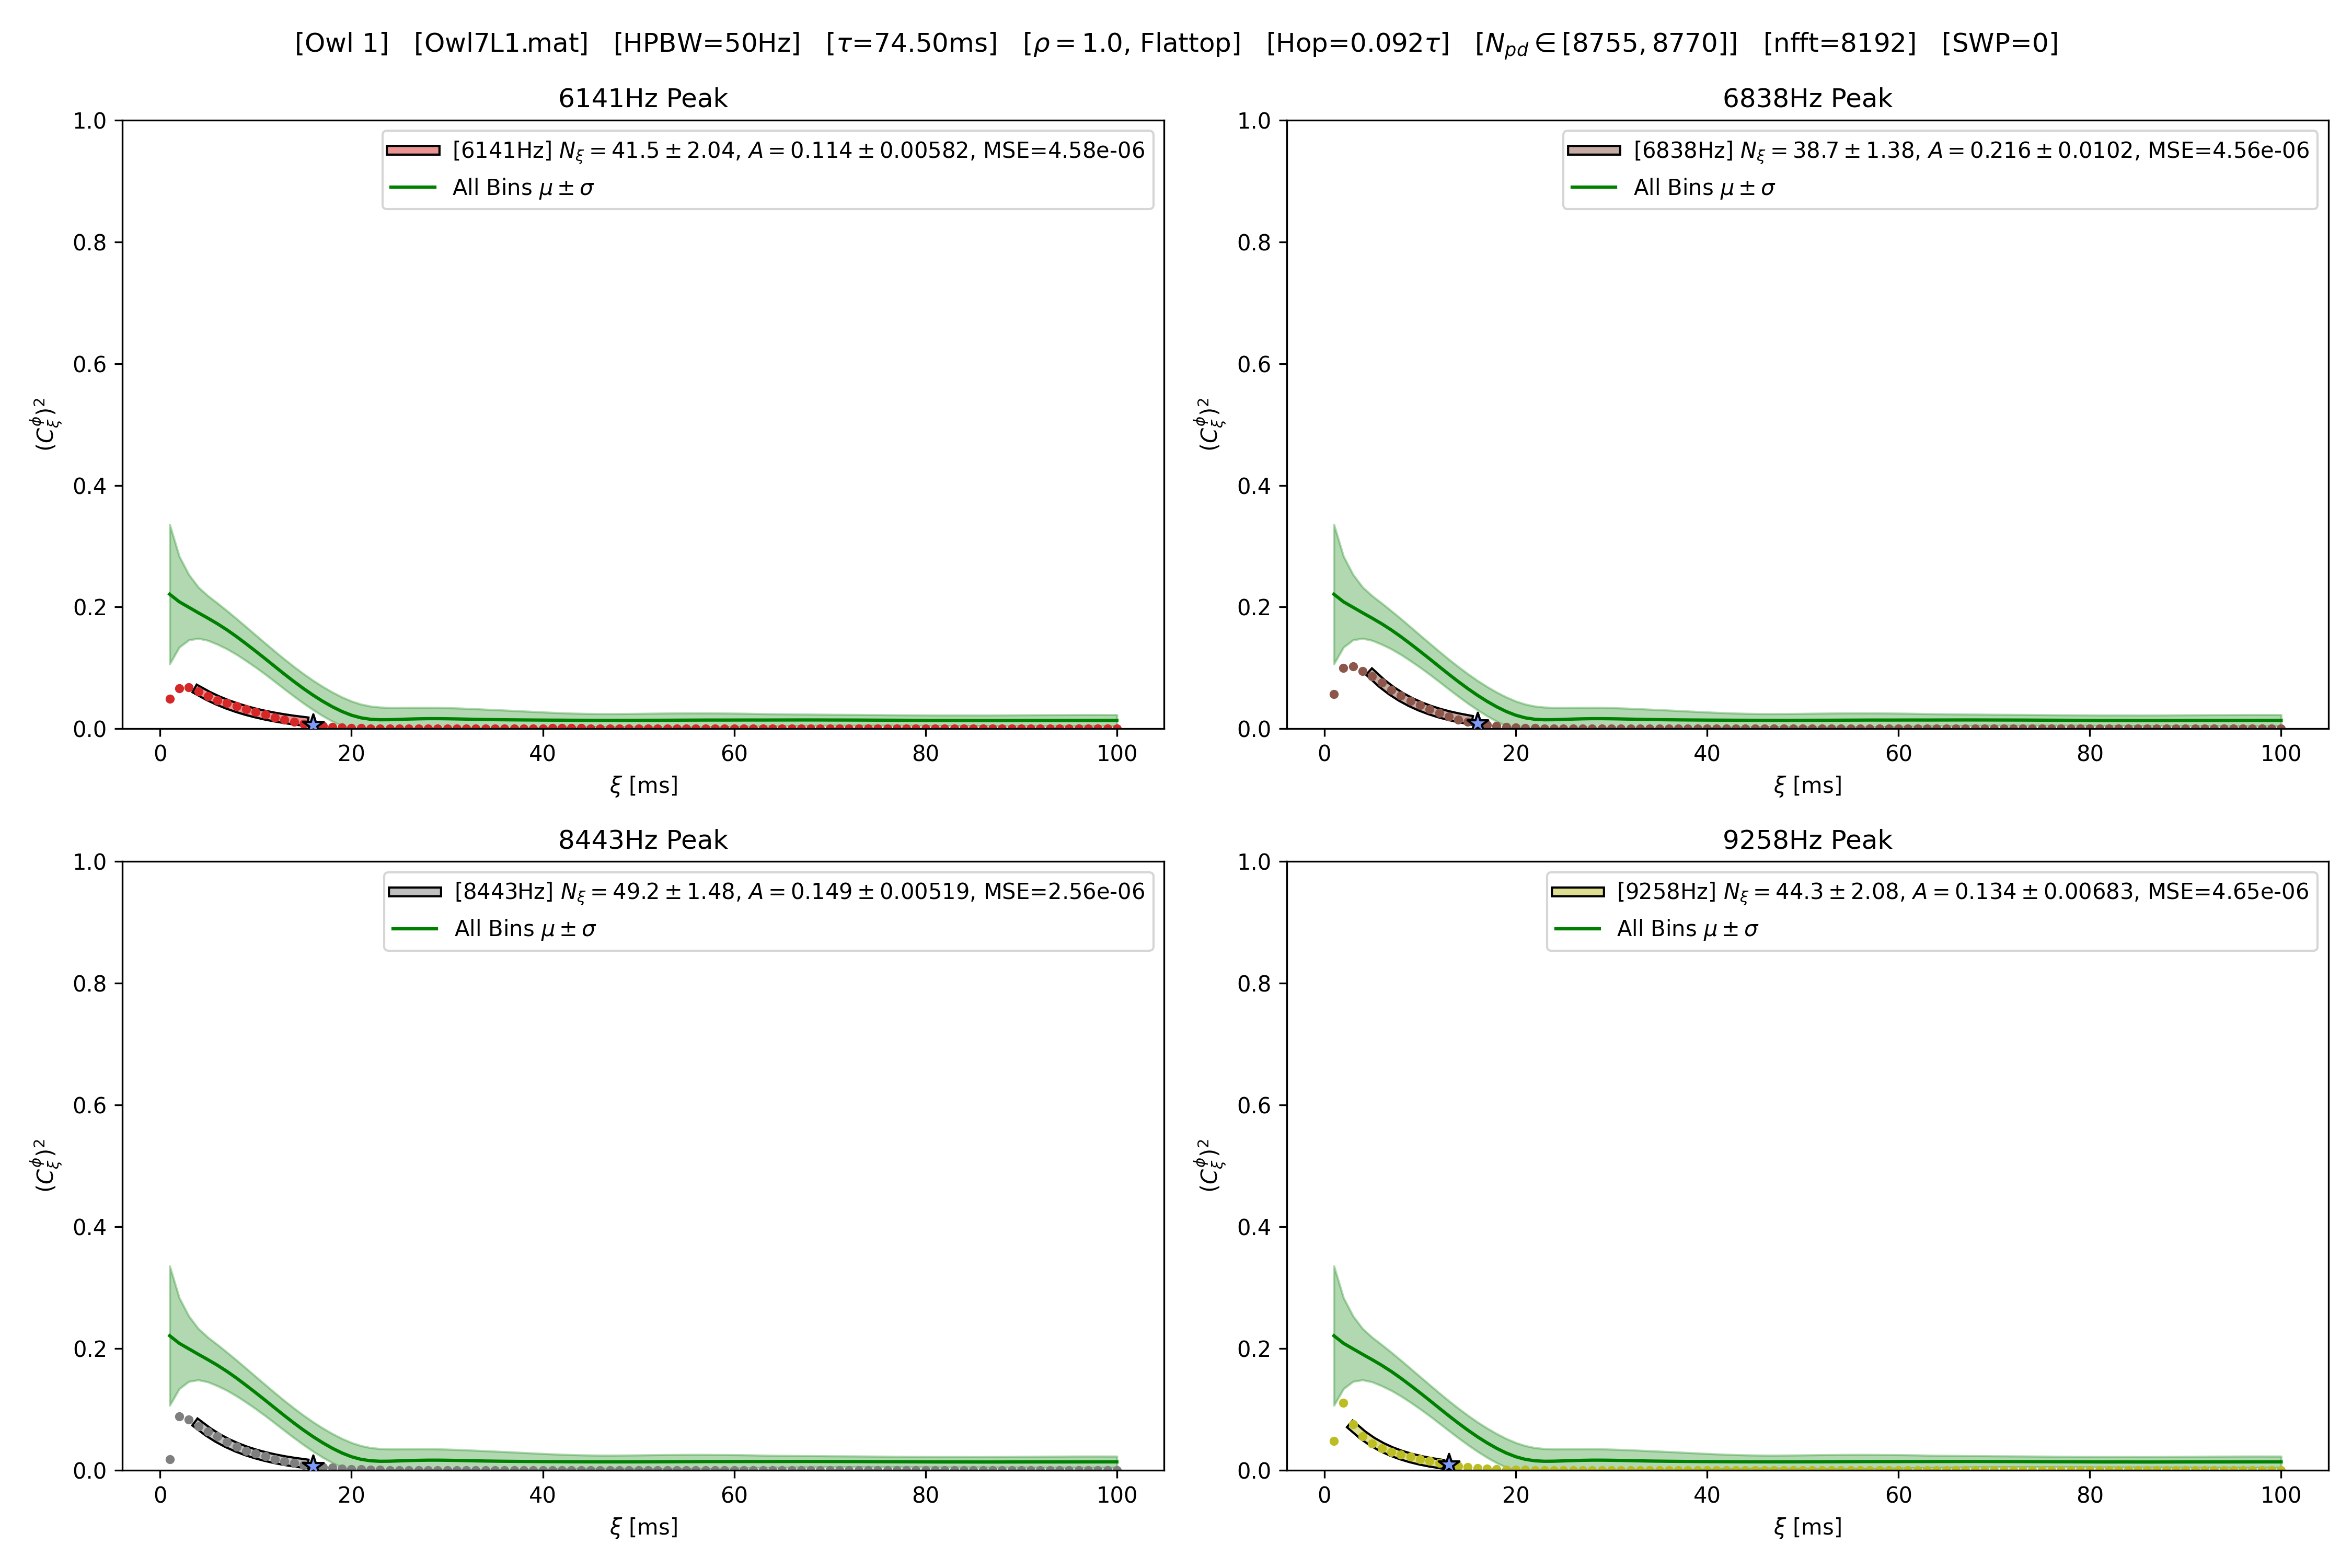 [Owl 1] [Owl7L1.mat] [HPBW=50Hz] [τ=74.50ms] [ρ = 1.0, Flattop] [Hop=0.092τ] [N_pd ∈ [8755, 8770]] [nfft=8192] [SWP=0]
6141Hz Peak
[6141Hz] N_ξ = 41.5 ± 2.04, A = 0.114 ± 0.00582, MSE=4.58e-06
All Bins μ ± σ
1.0
0.8
0.6
0.4
0.2
0.0
(C_ξ^ϕ)²
0 20 40 60 80 100
ξ [ms]
6838Hz Peak
[6838Hz] N_ξ = 38.7 ± 1.38, A = 0.216 ± 0.0102, MSE=4.56e-06
All Bins μ ± σ
1.0
0.8
0.6
0.4
0.2
0.0
(C_ξ^ϕ)²
0 20 40 60 80 100
ξ [ms]
8443Hz Peak
[8443Hz] N_ξ = 49.2 ± 1.48, A = 0.149 ± 0.00519, MSE=2.56e-06
All Bins μ ± σ
1.0
0.8
0.6
0.4
0.2
0.0
(C_ξ^ϕ)²
0 20 40 60 80 100
ξ [ms]
9258Hz Peak
[9258Hz] N_ξ = 44.3 ± 2.08, A = 0.134 ± 0.00683, MSE=4.65e-06
All Bins μ ± σ
1.0
0.8
0.6
0.4
0.2
0.0
(C_ξ^ϕ)²
0 20 40 60 80 100
ξ [ms]